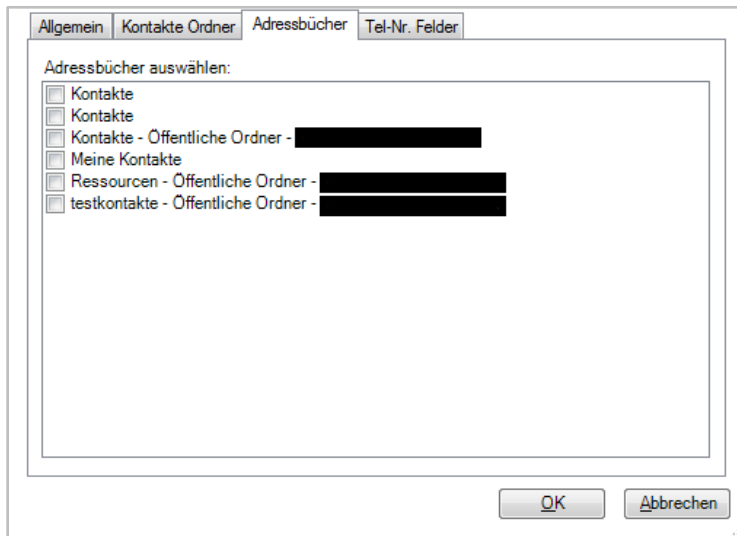 Allgemein Kontakte Ordner Adressbücher Tel-Nr. Felder
Adressbücher auswählen:
Kontakte
Kontakte
Kontakte - Öffentliche Ordner -
Meine Kontakte
Ressourcen - Öffentliche Ordner -
testkontakte - Öffentliche Ordner -
OK Abbrechen